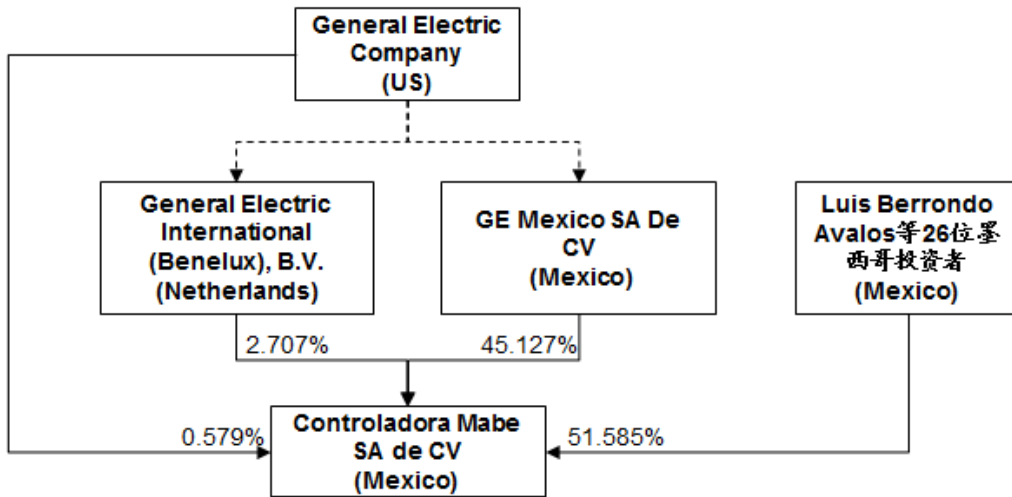 General Electric
Company
(US)
General Electric
International
(Benelux), B.V.
(Netherlands)
GE Mexico SA De
CV
(Mexico)
Luis Berrondo
Avalos等26位墨
西哥投资者
(Mexico)
2.707%
45.127%
0.579%
Controladora Mabe
SA de CV
(Mexico)
51.585%